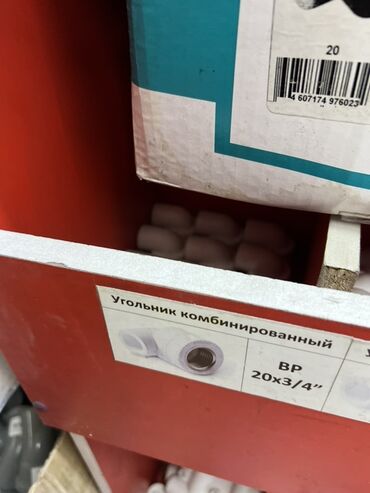 20
4 607174 976023
Угольник комбинированный
ВР
20х3/4”